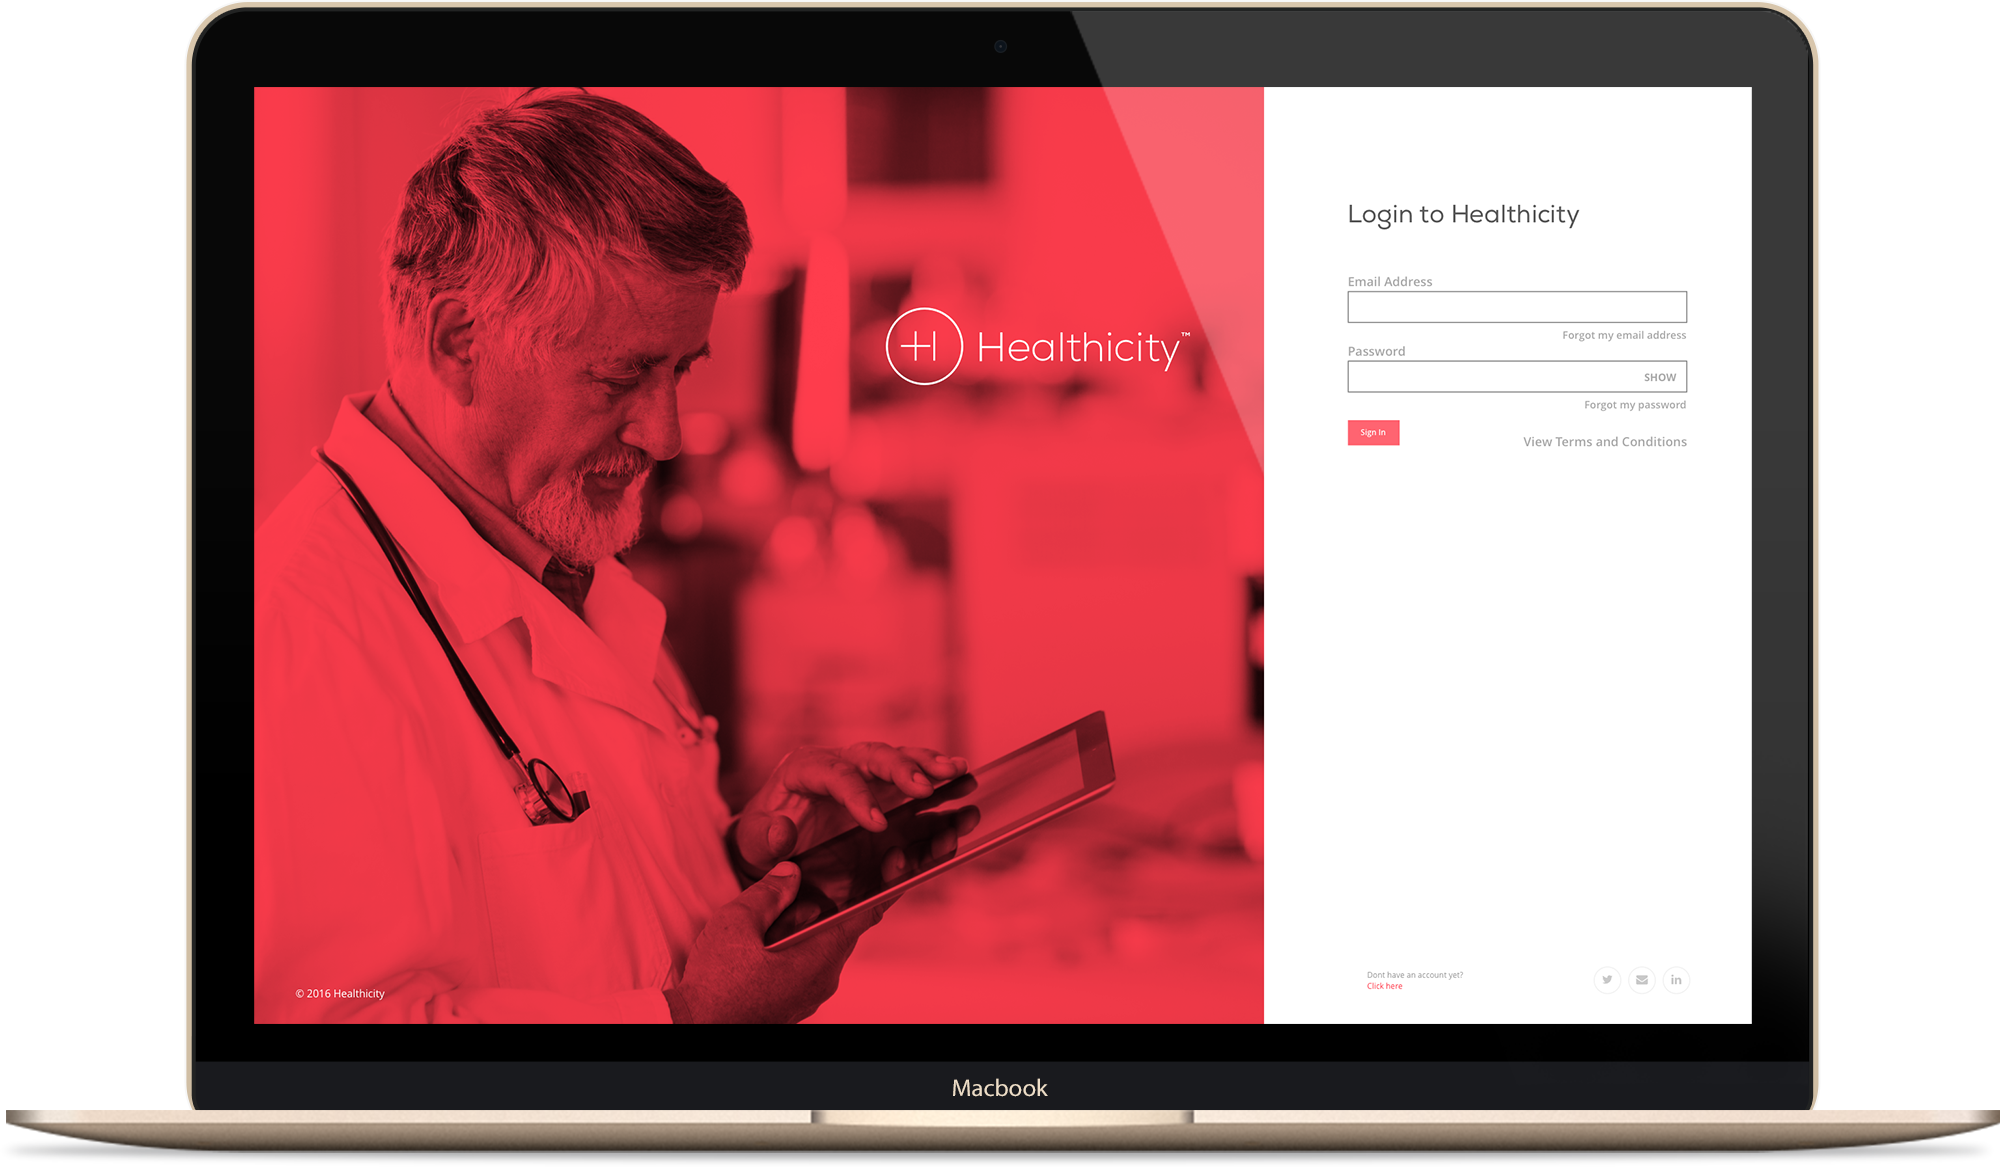 Healthicity™
© 2016 Healthicity
Login to Healthicity
Email Address
Forgot my email address
Password
SHOW
Forgot my password
Sign In
View Terms and Conditions
Dont have an account yet?
Click here
in
Macbook